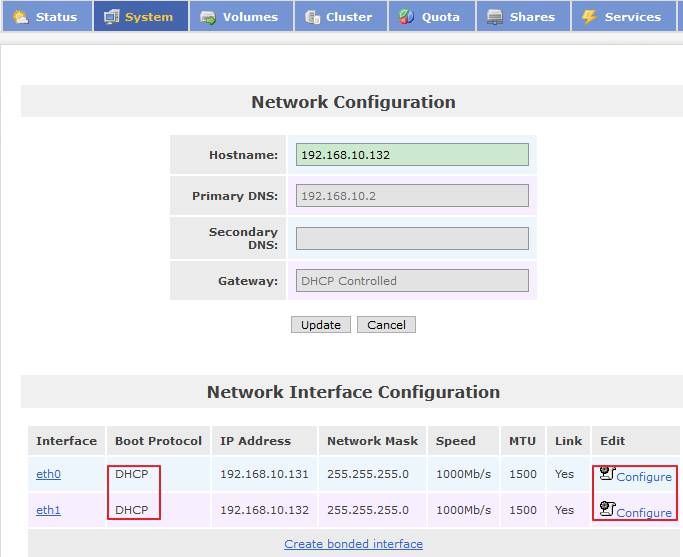 Status System Volumes Cluster Quota Shares Services
Network Configuration
Hostname: 192.168.10.132
Primary DNS: 192.168.10.2
Secondary
DNS:
Gateway: DHCP Controlled
Update Cancel
Network Interface Configuration
Interface Boot Protocol IP Address Network Mask Speed MTU Link Edit
eth0 DHCP 192.168.10.131 255.255.255.0 1000Mb/s 1500 Yes Configure
eth1 DHCP 192.168.10.132 255.255.255.0 1000Mb/s 1500 Yes Configure
Create bonded interface